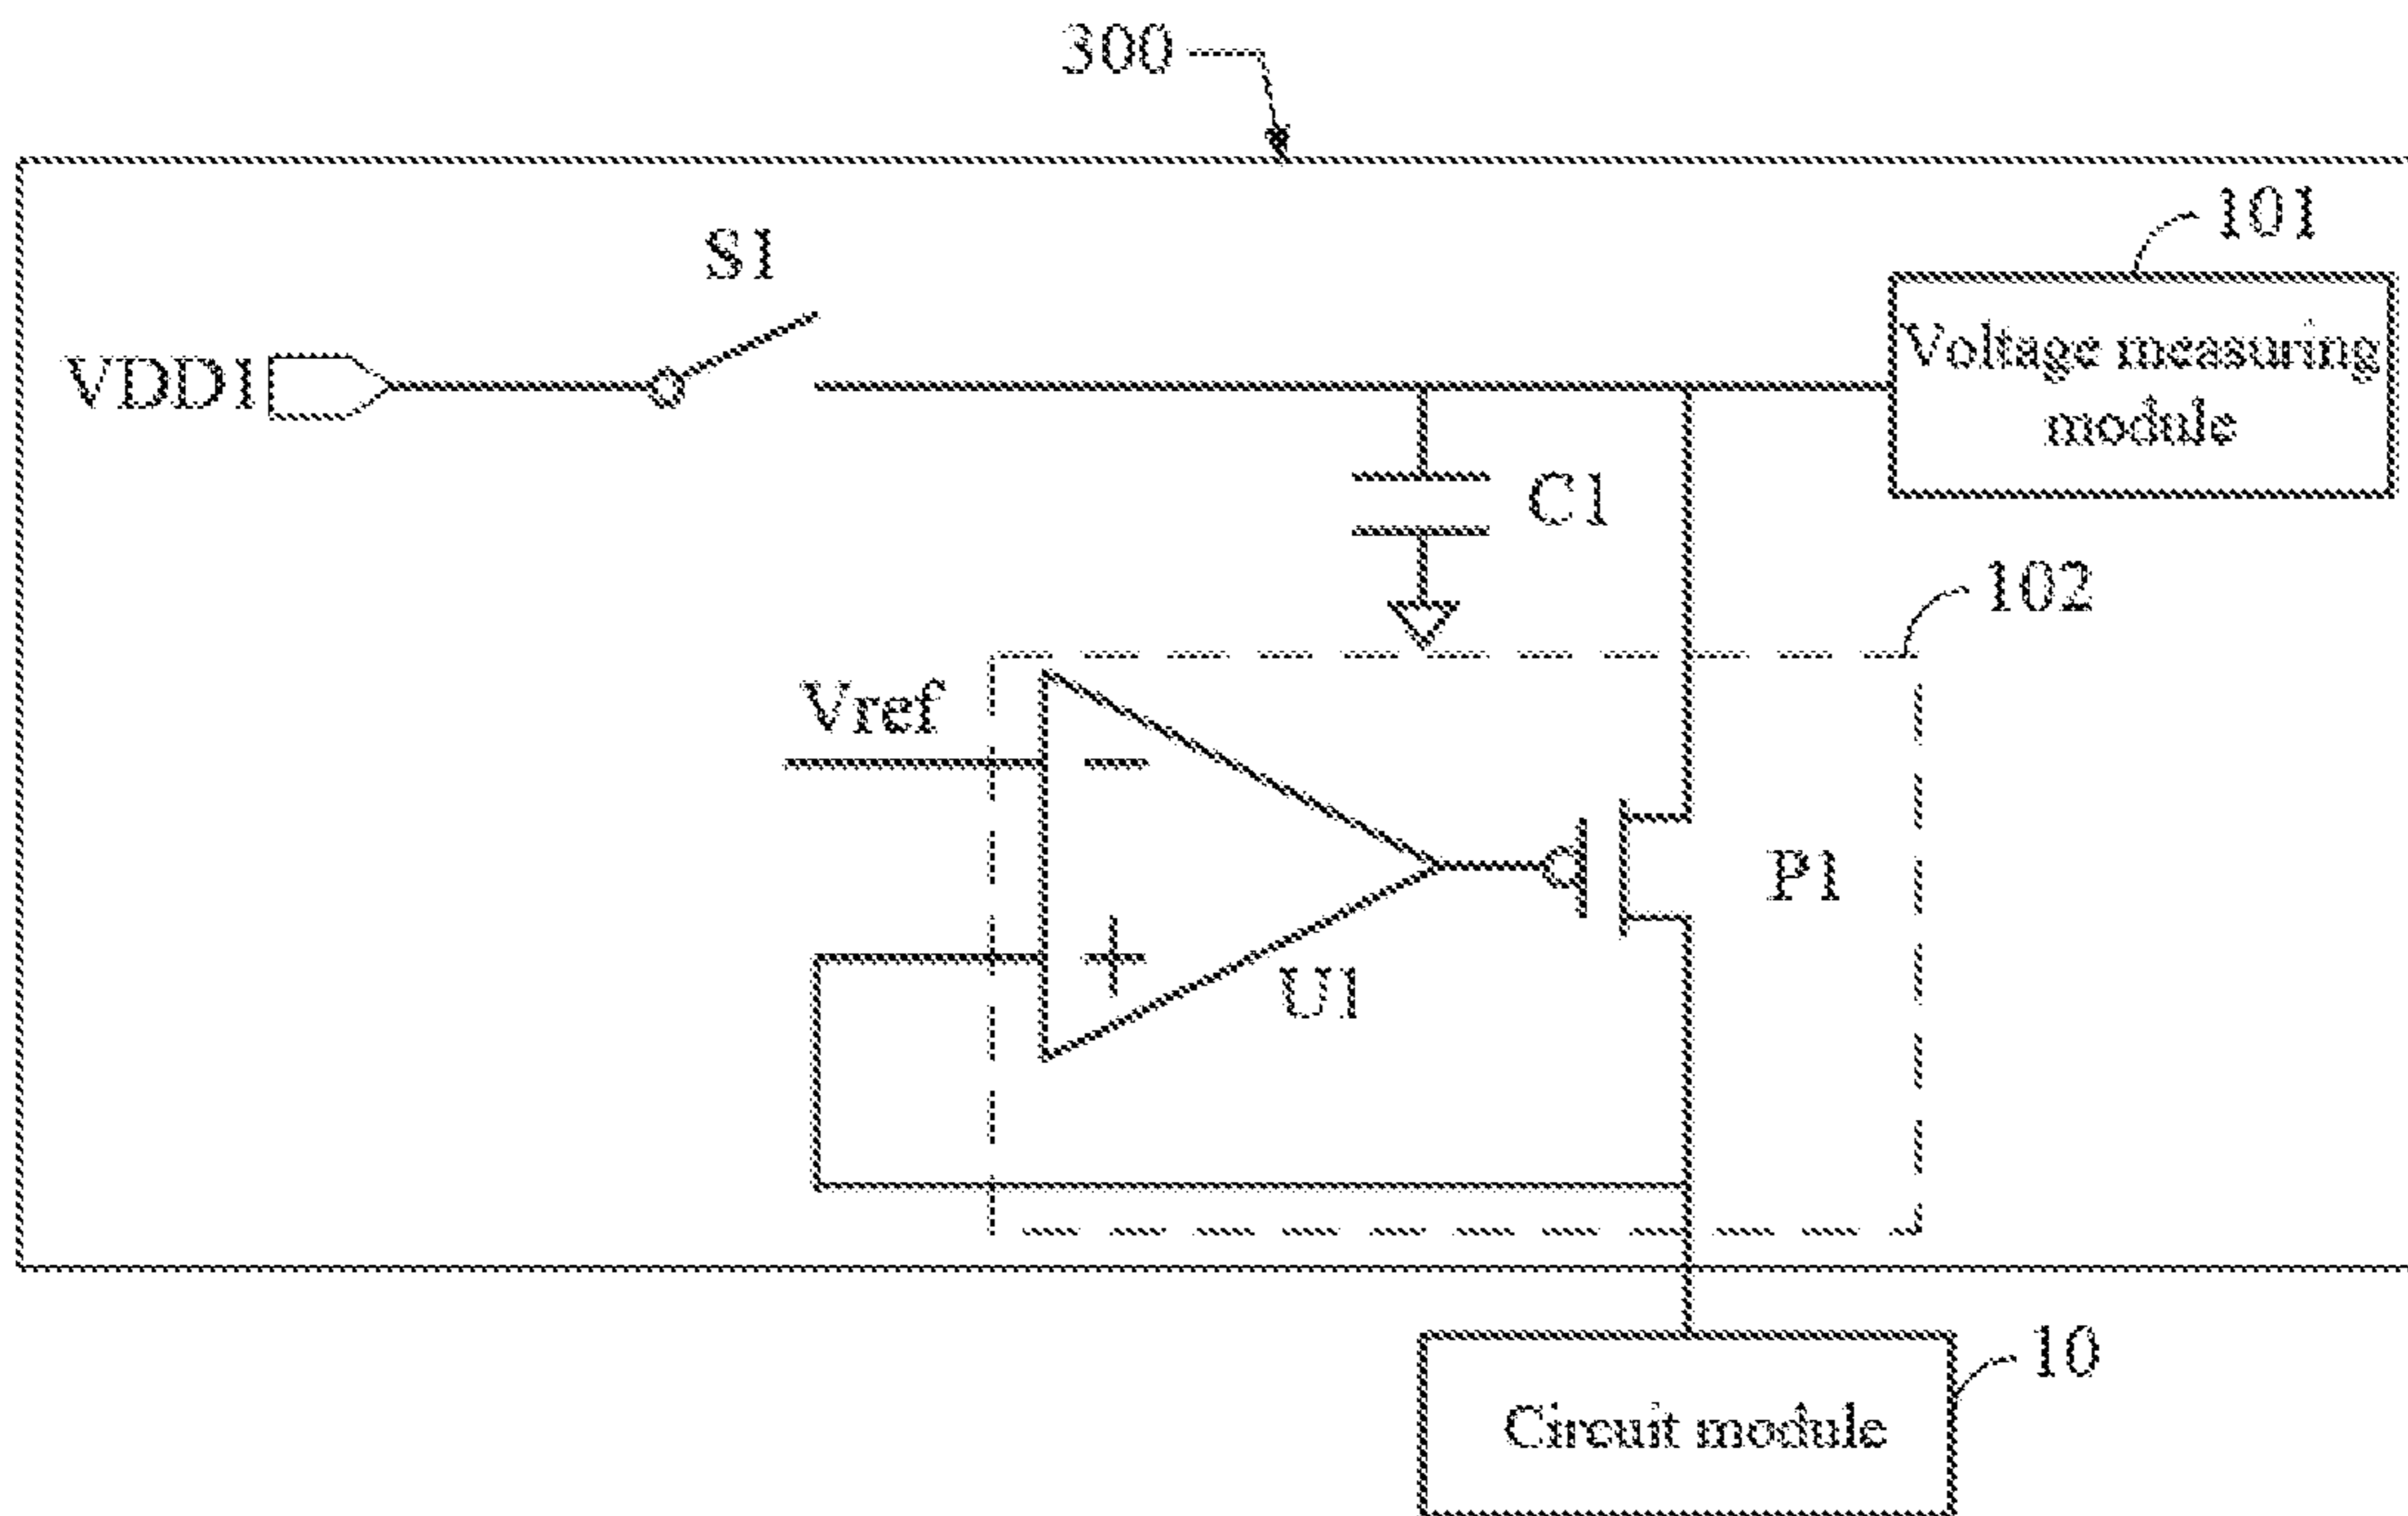 300
101
S1
VDD1
Voltage measuring
module
C1
102
Vref
−
P1
+
U1
10
Circuit module